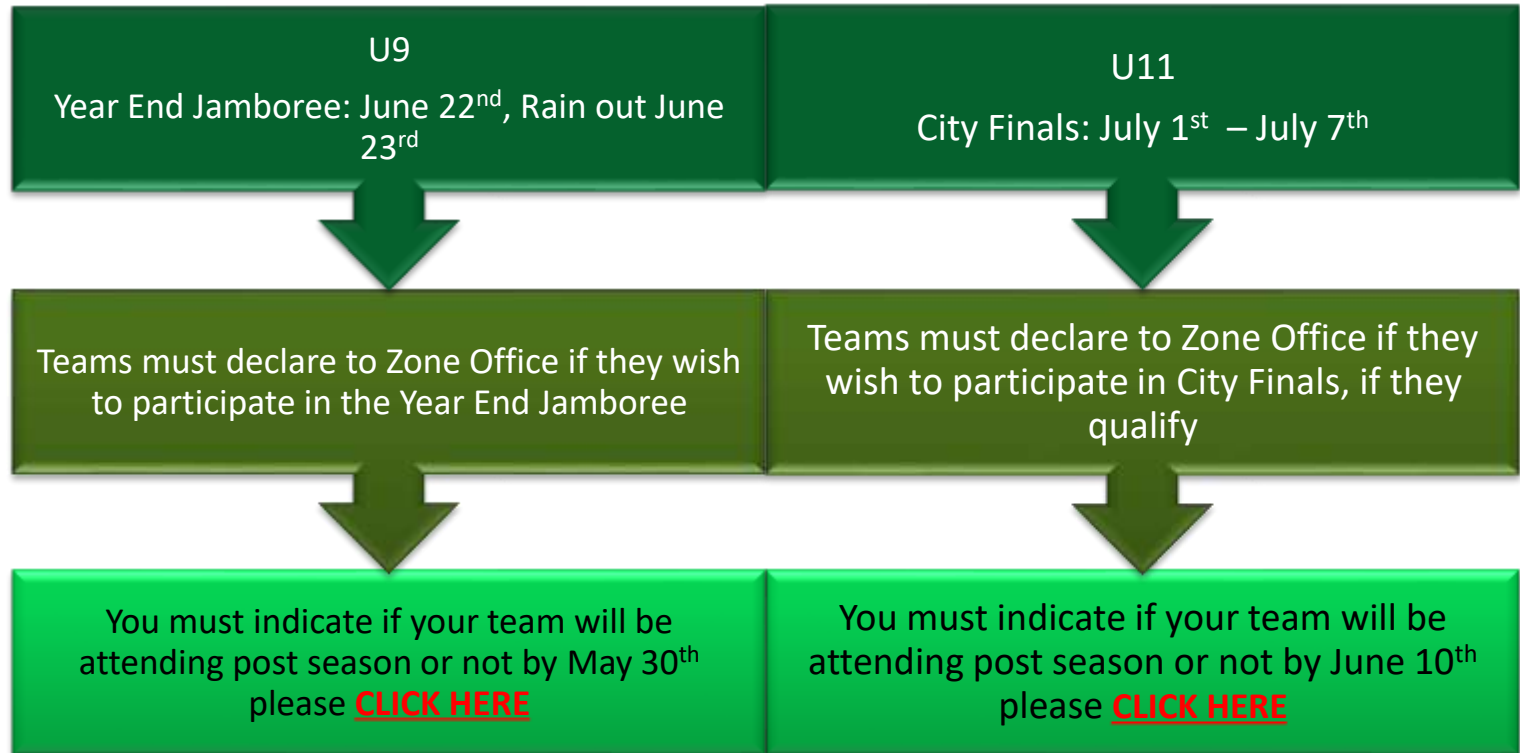 U9
Year End Jamboree: June 22nd, Rain out June
23rd
Teams must declare to Zone Office if they wish
to participate in the Year End Jamboree
You must indicate if your team will be
attending post season or not by May 30th
please CLICK HERE
U11
City Finals: July 1st – July 7th
Teams must declare to Zone Office if they
wish to participate in City Finals, if they
qualify
You must indicate if your team will be
attending post season or not by June 10th
please CLICK HERE